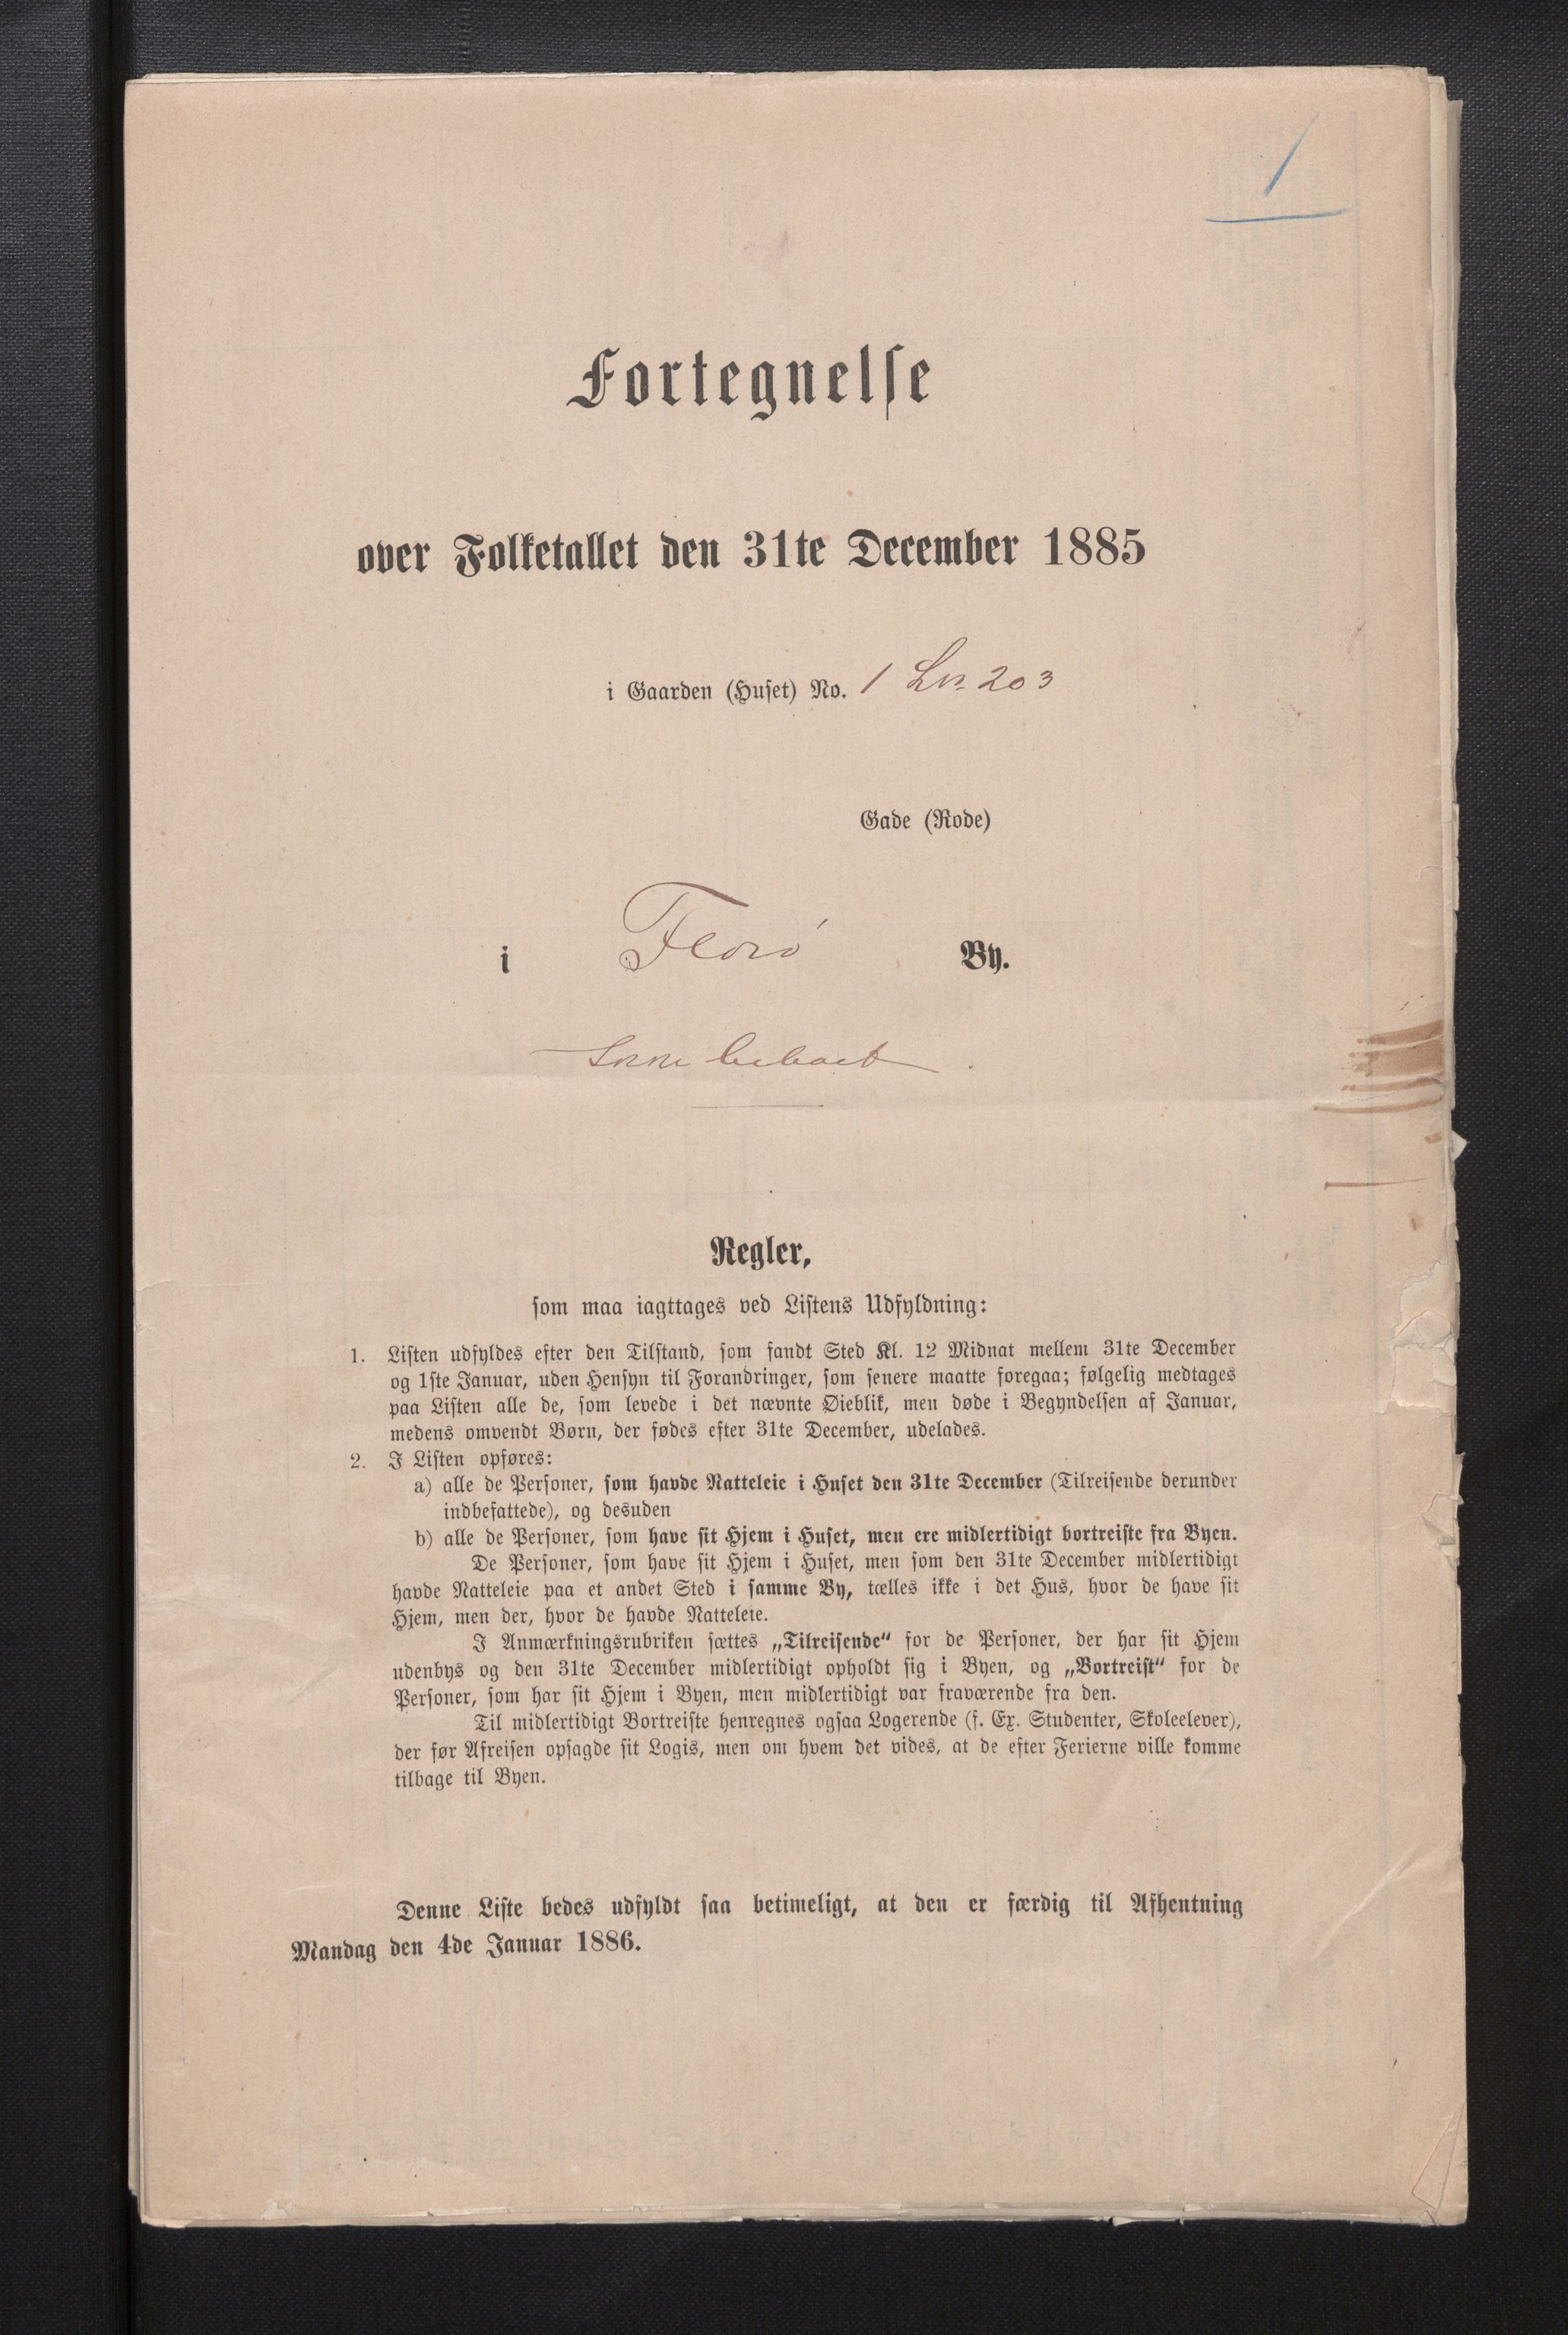 1
Fortegnelse
over Folketallet den 31te December 1885
i Gaarden (Huset) No. 1 Ln 203
Gade (Rode)
i Florö By.
beboet.
Regler,
som maa iagttages ved Listens Udfyldning:
1. Listen udfyldes efter den Tilstand, som fandt Sted Kl. 12 Midnat mellem 31te December
og 1ste Januar, uden Hensyn til Forandringer, som senere maatte foregaa; følgelig medtages
paa Listen alle de, som levede i det nævnte Øieblik, men døde i Begyndelsen af Januar,
medens omvendt Børn, der fødes efter 31te December, udelades.
2. I Listen opføres:
a) alle de Personer, som havde Natteleie i Huset den 31te December (Tilreisende derunder
indbefattede), og desuden
b) alle de Personer, som have sit Hjem i Huset, men ere midlertidigt bortreiste fra Byen.
De Personer, som have sit Hjem i Huset, men som den 31te December midlertidigt
havde Natteleie paa et andet Sted i samme By, tælles ikke i det Hus, hvor de have sit
Hjem, men der, hvor de havde Natteleie.
I Anmærkningsrubriken sættes „Tilreisende“ for de Personer, der har sit Hjem
udenbys og den 31te December midlertidigt opholdt sig i Byen, og „Bortreist“ for de
Personer, som har sit Hjem i Byen, men midlertidigt var fraværende fra den.
Til midlertidigt Bortreiste henregnes ogsaa Logerende (f. Ex. Studenter, Skoleelever),
der før Afreisen opsagde sit Logis, men om hvem det vides, at de efter Ferierne ville komme
tilbage til Byen.
Denne Liste bedes udfyldt saa betimeligt, at den er færdig til Afhentning
Mandag den 4de Januar 1886.